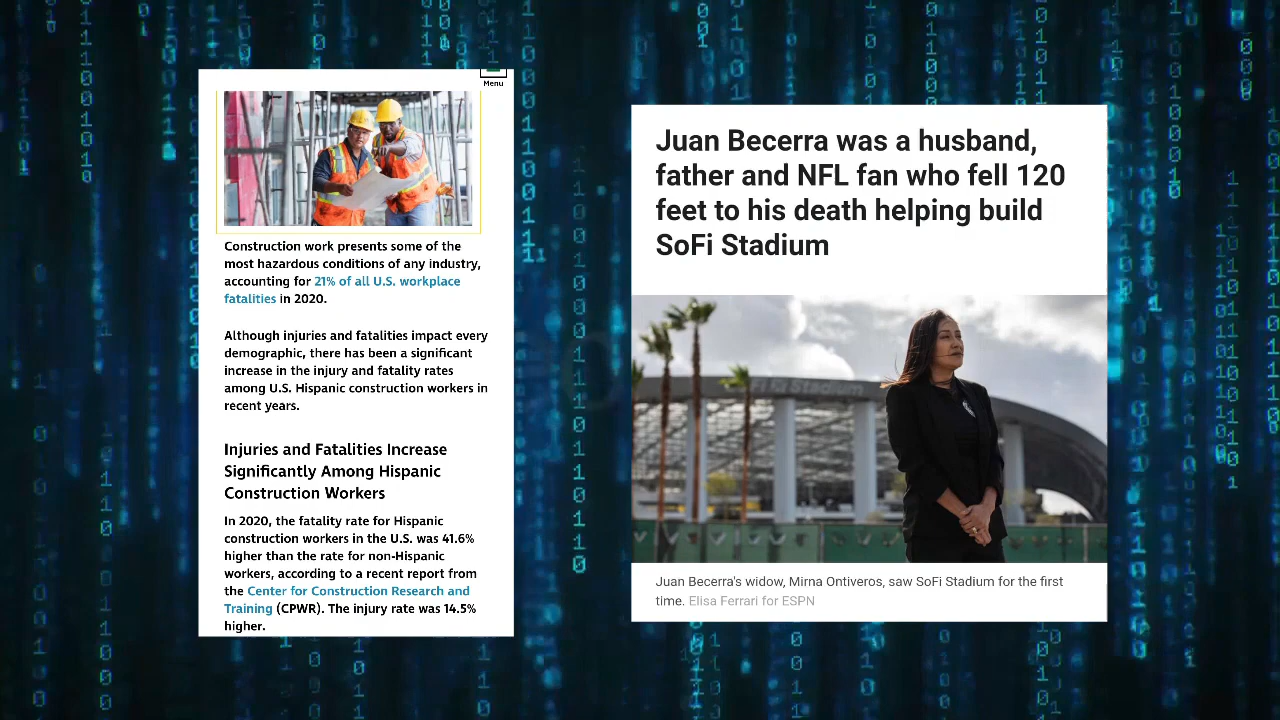 Menu
Construction work presents some of the
most hazardous conditions of any industry,
accounting for 21% of all U.S. workplace
fatalities in 2020.
Although injuries and fatalities impact every
demographic, there has been a significant
increase in the injury and fatality rates
among U.S. Hispanic construction workers in
recent years.
Injuries and Fatalities Increase
Significantly Among Hispanic
Construction Workers
In 2020, the fatality rate for Hispanic
construction workers in the U.S. was 41.6%
higher than the rate for non-Hispanic
workers, according to a recent report from
the Center for Construction Research and
Training (CPWR). The injury rate was 14.5%
higher.
Juan Becerra was a husband,
father and NFL fan who fell 120
feet to his death helping build
SoFi Stadium
SoFi Stadium
Juan Becerra's widow, Mirna Ontiveros, saw SoFi Stadium for the first
time. Elisa Ferrari for ESPN